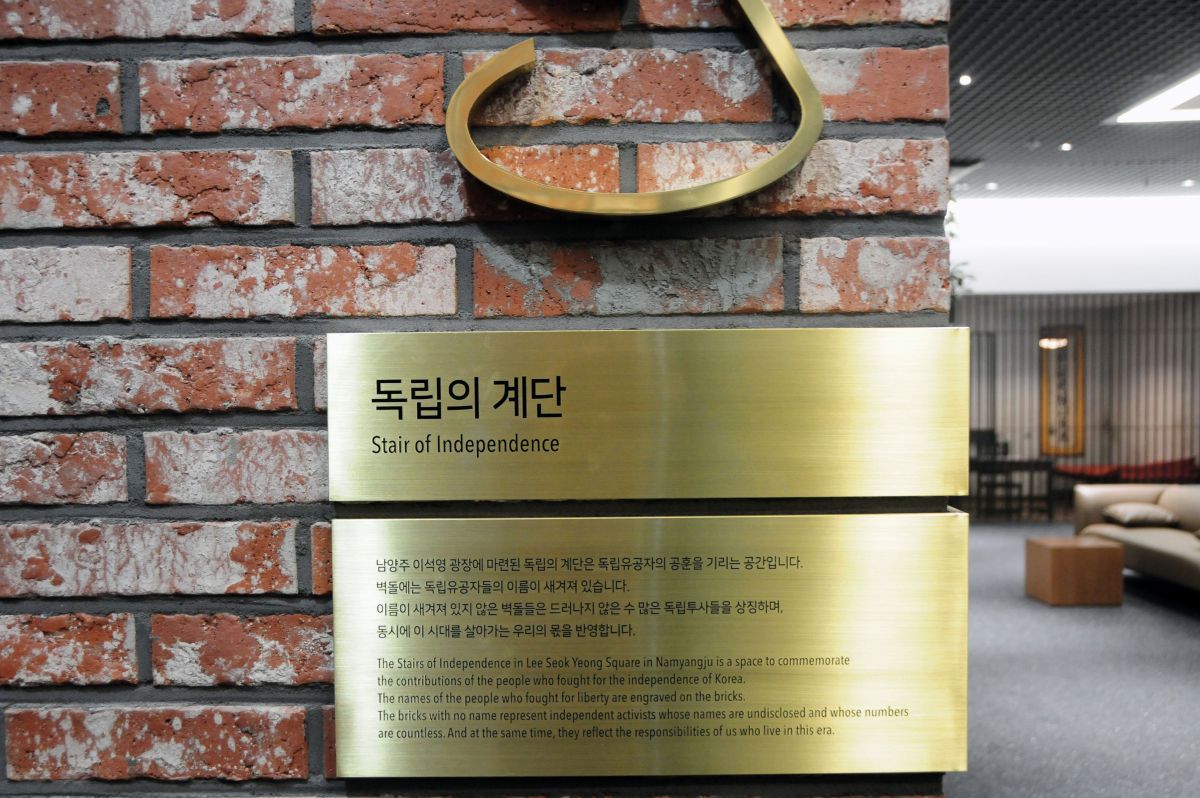 독립의 계단
Stair of Independence
남양주 이석영 광장에 마련된 독립의 계단은 독립유공자의 공훈을 기리는 공간입니다.
벽돌에는 독립유공자들의 이름이 새겨져 있습니다.
이름이 새겨져 있지 않은 벽돌들은 드러나지 않은 수 많은 독립투사들을 상징하며,
동시에 이 시대를 살아가는 우리의 몫을 반영합니다.
The Stairs of Independence in Lee Seok Yeong Square in Namyangju is a space to commemorate
the contributions of the people who fought for the independence of Korea.
The names of the people who fought for liberty are engraved on the bricks.
The bricks with no name represent independent activists whose names are undisclosed and whose numbers
are countless. And at the same time, they reflect the responsibilities of us who live in this era.